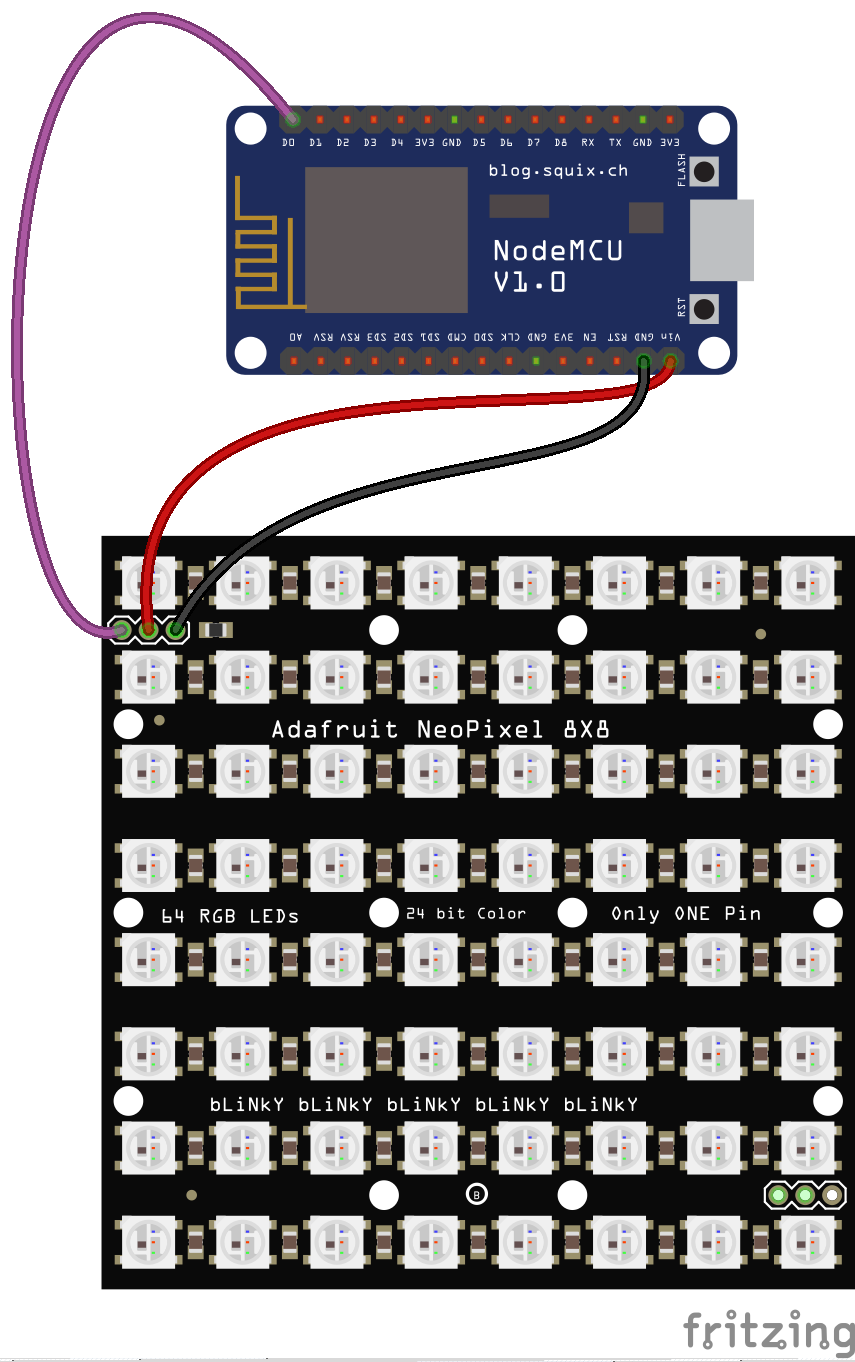 D0 D1 D2 D3 D4 3V3 GND D5 D6 D7 D8 RX TX GND 3V3
blog.squix.ch
FLASH
NodeMCU
V1.0
RST
A0 RSV RSV SD3 SD2 SD1 CMD SD0 CLK GND 3V3 EN RST GND Vin
Adafruit NeoPixel 8X8
64 RGB LEDs
24 bit Color
Only ONE Pin
bLiNkY bLiNkY bLiNkY bLiNkY bLiNkY
B
fritzing